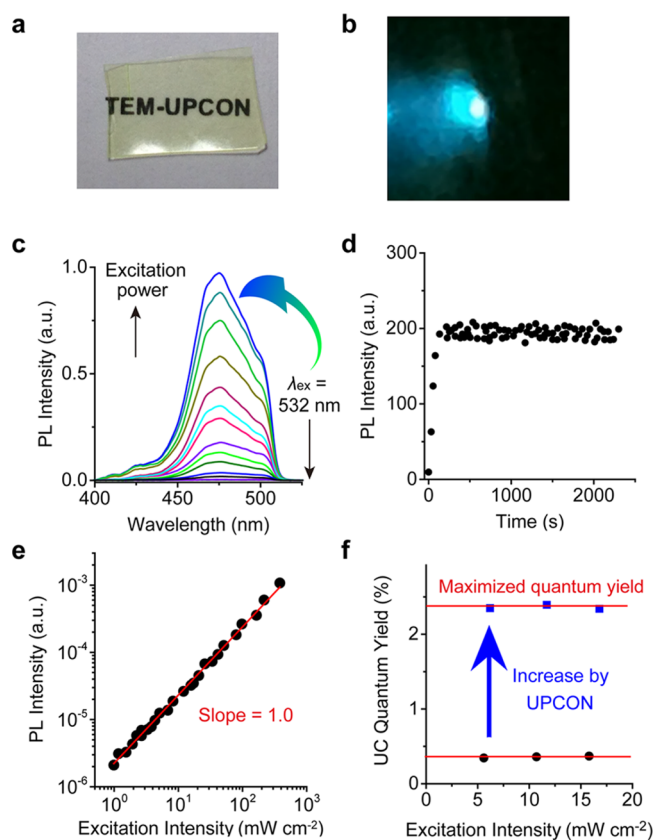 a
TEM-UPCON
b
c
PL Intensity (a.u.)
1.0
0.5
0.0
Excitation
power
λex =
532 nm
400
450
500
Wavelength (nm)
d
PL Intensity (a.u.)
300
200
100
0
0
1000
2000
Time (s)
e
PL Intensity (a.u.)
10-3
10-4
10-5
10-6
Slope = 1.0
100
101
102
103
Excitation Intensity (mW cm-2)
f
UC Quantum Yield (%)
2
0
Maximized quantum yield
Increase by
UPCON
0
5
10
15
20
Excitation Intensity (mW cm-2)